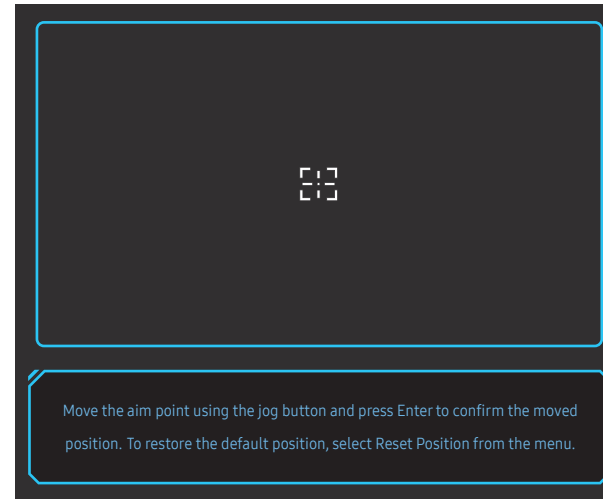 Move the aim point using the jog button and press Enter to confirm the moved
position. To restore the default position, select Reset Position from the menu.